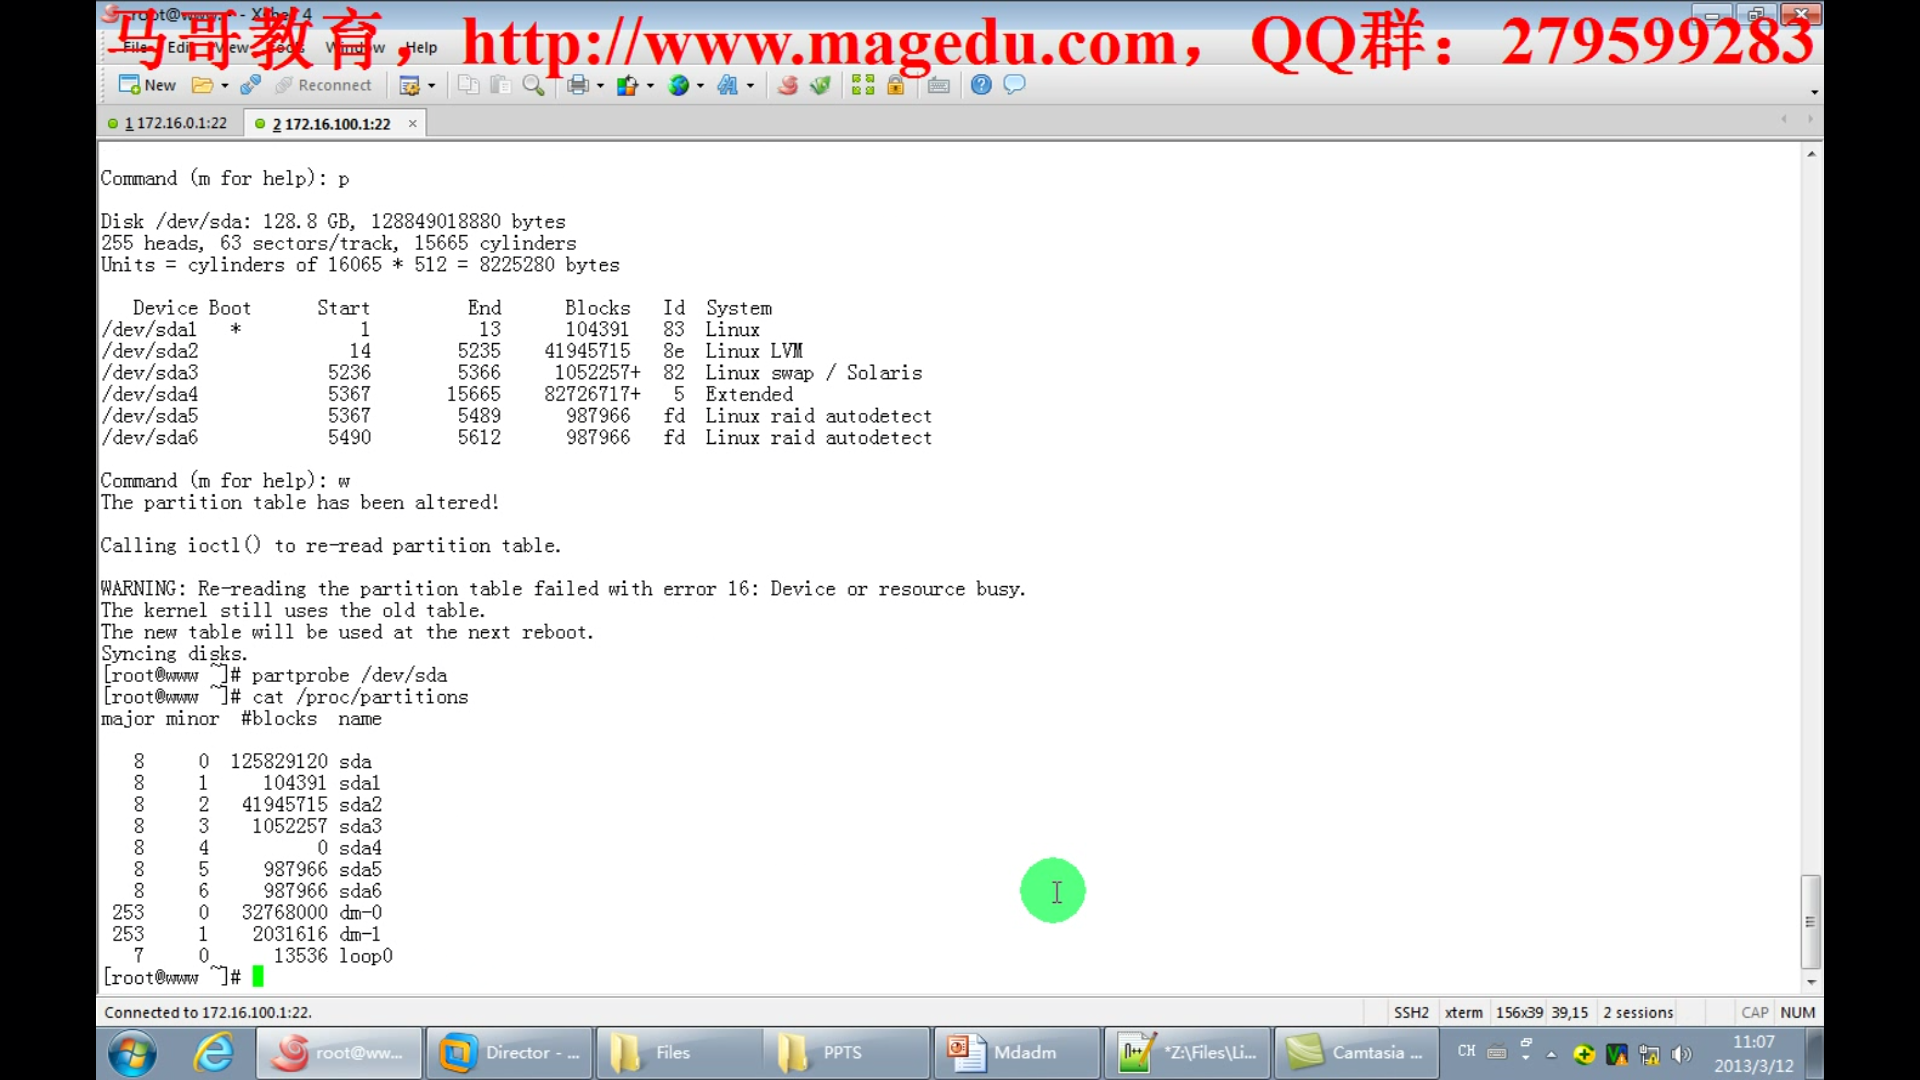 root@www:~ - Xshell 4
马哥教育，http://www.magedu.com，QQ群：279599283
File Edit View Tools Window Help
New Reconnect
1 172.16.0.1:22 2 172.16.100.1:22
Command (m for help): p
Disk /dev/sda: 128.8 GB, 128849018880 bytes
255 heads, 63 sectors/track, 15665 cylinders
Units = cylinders of 16065 * 512 = 8225280 bytes
Device Boot Start End Blocks Id System
/dev/sda1 * 1 13 104391 83 Linux
/dev/sda2 14 5235 41945715 8e Linux LVM
/dev/sda3 5236 5366 1052257+ 82 Linux swap / Solaris
/dev/sda4 5367 15665 82726717+ 5 Extended
/dev/sda5 5367 5489 987966 fd Linux raid autodetect
/dev/sda6 5490 5612 987966 fd Linux raid autodetect
Command (m for help): w
The partition table has been altered!
Calling ioctl() to re-read partition table.
WARNING: Re-reading the partition table failed with error 16: Device or resource busy.
The kernel still uses the old table.
The new table will be used at the next reboot.
Syncing disks.
[root@www ~]# partprobe /dev/sda
[root@www ~]# cat /proc/partitions
major minor #blocks name
8 0 125829120 sda
8 1 104391 sda1
8 2 41945715 sda2
8 3 1052257 sda3
8 4 0 sda4
8 5 987966 sda5
8 6 987966 sda6
253 0 32768000 dm-0
253 1 2031616 dm-1
7 0 13536 loop0
[root@www ~]#
Connected to 172.16.100.1:22. SSH2 xterm 156x39 39,15 2 sessions CAP NUM
root@ww... Director - ... Files PPTS Mdadm *Z:\Files\Li... Camtasia ... CH 11:07
2013/3/12